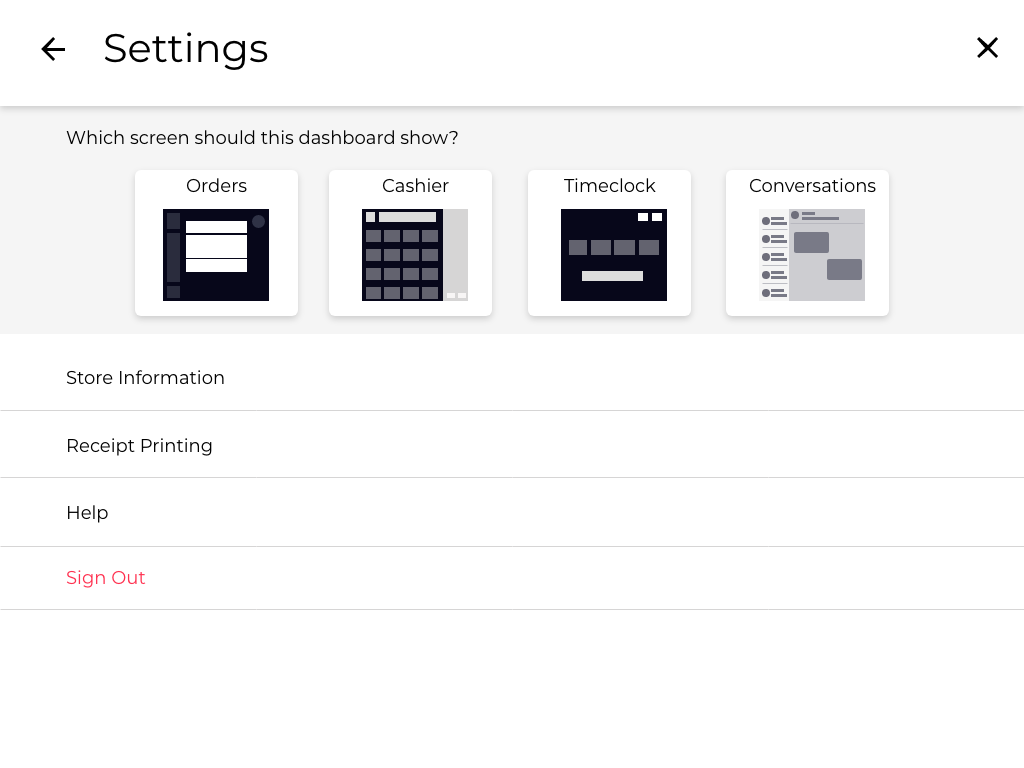 Settings
Which screen should this dashboard show?
Orders
Cashier
Timeclock
Conversations
Store Information
Receipt Printing
Help
Sign Out